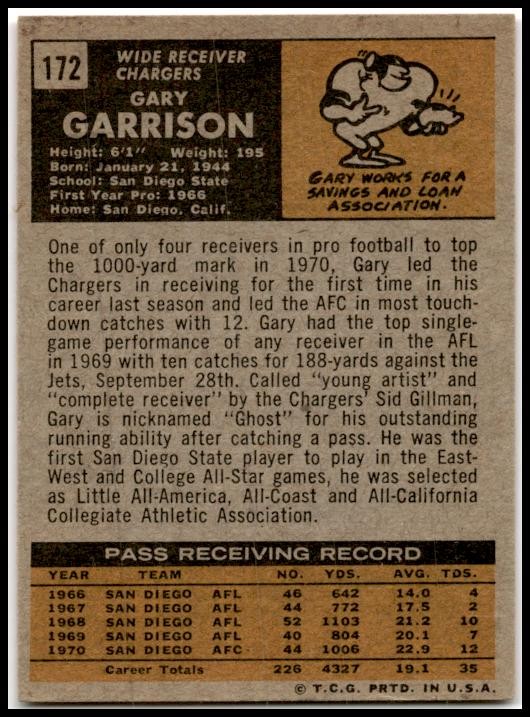 172
WIDE RECEIVER
CHARGERS
GARY
GARRISON
Height: 6'1" Weight: 195
Born: January 21, 1944
School: San Diego State
First Year Pro: 1966
Home: San Diego, Calif.
GARY WORKS FOR A
SAVINGS AND LOAN
ASSOCIATION.
One of only four receivers in pro football to top
the 1000-yard mark in 1970, Gary led the
Chargers in receiving for the first time in his
career last season and led the AFC in most touch-
down catches with 12. Gary had the top single-
game performance of any receiver in the AFL
in 1969 with ten catches for 188-yards against the
Jets, September 28th. Called "young artist" and
"complete receiver" by the Chargers' Sid Gillman,
Gary is nicknamed "Ghost" for his outstanding
running ability after catching a pass. He was the
first San Diego State player to play in the East-
West and College All-Star games, he was selected
as Little All-America, All-Coast and All-California
Collegiate Athletic Association.
PASS RECEIVING RECORD
YEAR TEAM NO. YDS. AVG. TDS.
1966 SAN DIEGO AFL 46 642 14.0 4
1967 SAN DIEGO AFL 44 772 17.5 2
1968 SAN DIEGO AFL 52 1103 21.2 10
1969 SAN DIEGO AFL 40 804 20.1 7
1970 SAN DIEGO AFC 44 1006 22.9 12
Career Totals 226 4327 19.1 35
© T.C.G. PRTD. IN U.S.A.